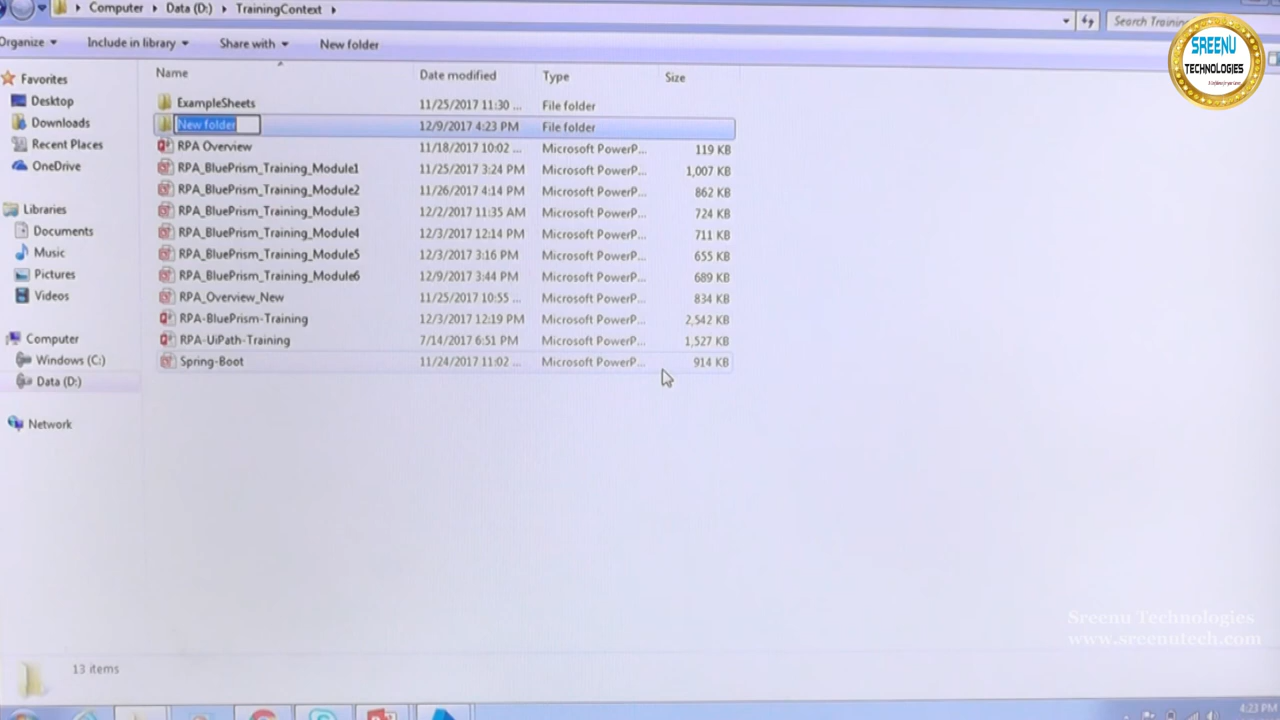 Computer Data (D:) TrainingContext Search Training
SREENU
TECHNOLOGIES
Organize Include in library Share with New folder
Name Date modified Type Size
Favorites
Desktop
Downloads
Recent Places
OneDrive
Libraries
Documents
Music
Pictures
Videos
Computer
Windows (C:)
Data (D:)
Network
ExampleSheets 11/25/2017 11:30 ... File folder
New folder 12/9/2017 4:23 PM File folder
RPA Overview 11/18/2017 10:02 ... Microsoft PowerP... 119 KB
RPA_BluePrism_Training_Module1 11/25/2017 3:24 PM Microsoft PowerP... 1,007 KB
RPA_BluePrism_Training_Module2 11/26/2017 4:14 PM Microsoft PowerP... 862 KB
RPA_BluePrism_Training_Module3 12/2/2017 11:35 AM Microsoft PowerP... 724 KB
RPA_BluePrism_Training_Module4 12/3/2017 12:14 PM Microsoft PowerP... 711 KB
RPA_BluePrism_Training_Module5 12/3/2017 3:16 PM Microsoft PowerP... 655 KB
RPA_BluePrism_Training_Module6 12/9/2017 3:44 PM Microsoft PowerP... 689 KB
RPA_Overview_New 11/25/2017 10:55 ... Microsoft PowerP... 834 KB
RPA-BluePrism-Training 12/3/2017 12:19 PM Microsoft PowerP... 2,542 KB
RPA-UiPath-Training 7/14/2017 6:51 PM Microsoft PowerP... 1,527 KB
Spring-Boot 11/24/2017 11:02 ... Microsoft PowerP... 914 KB
Sreenu Technologies
www.sreenutech.com
13 items
4:23 PM